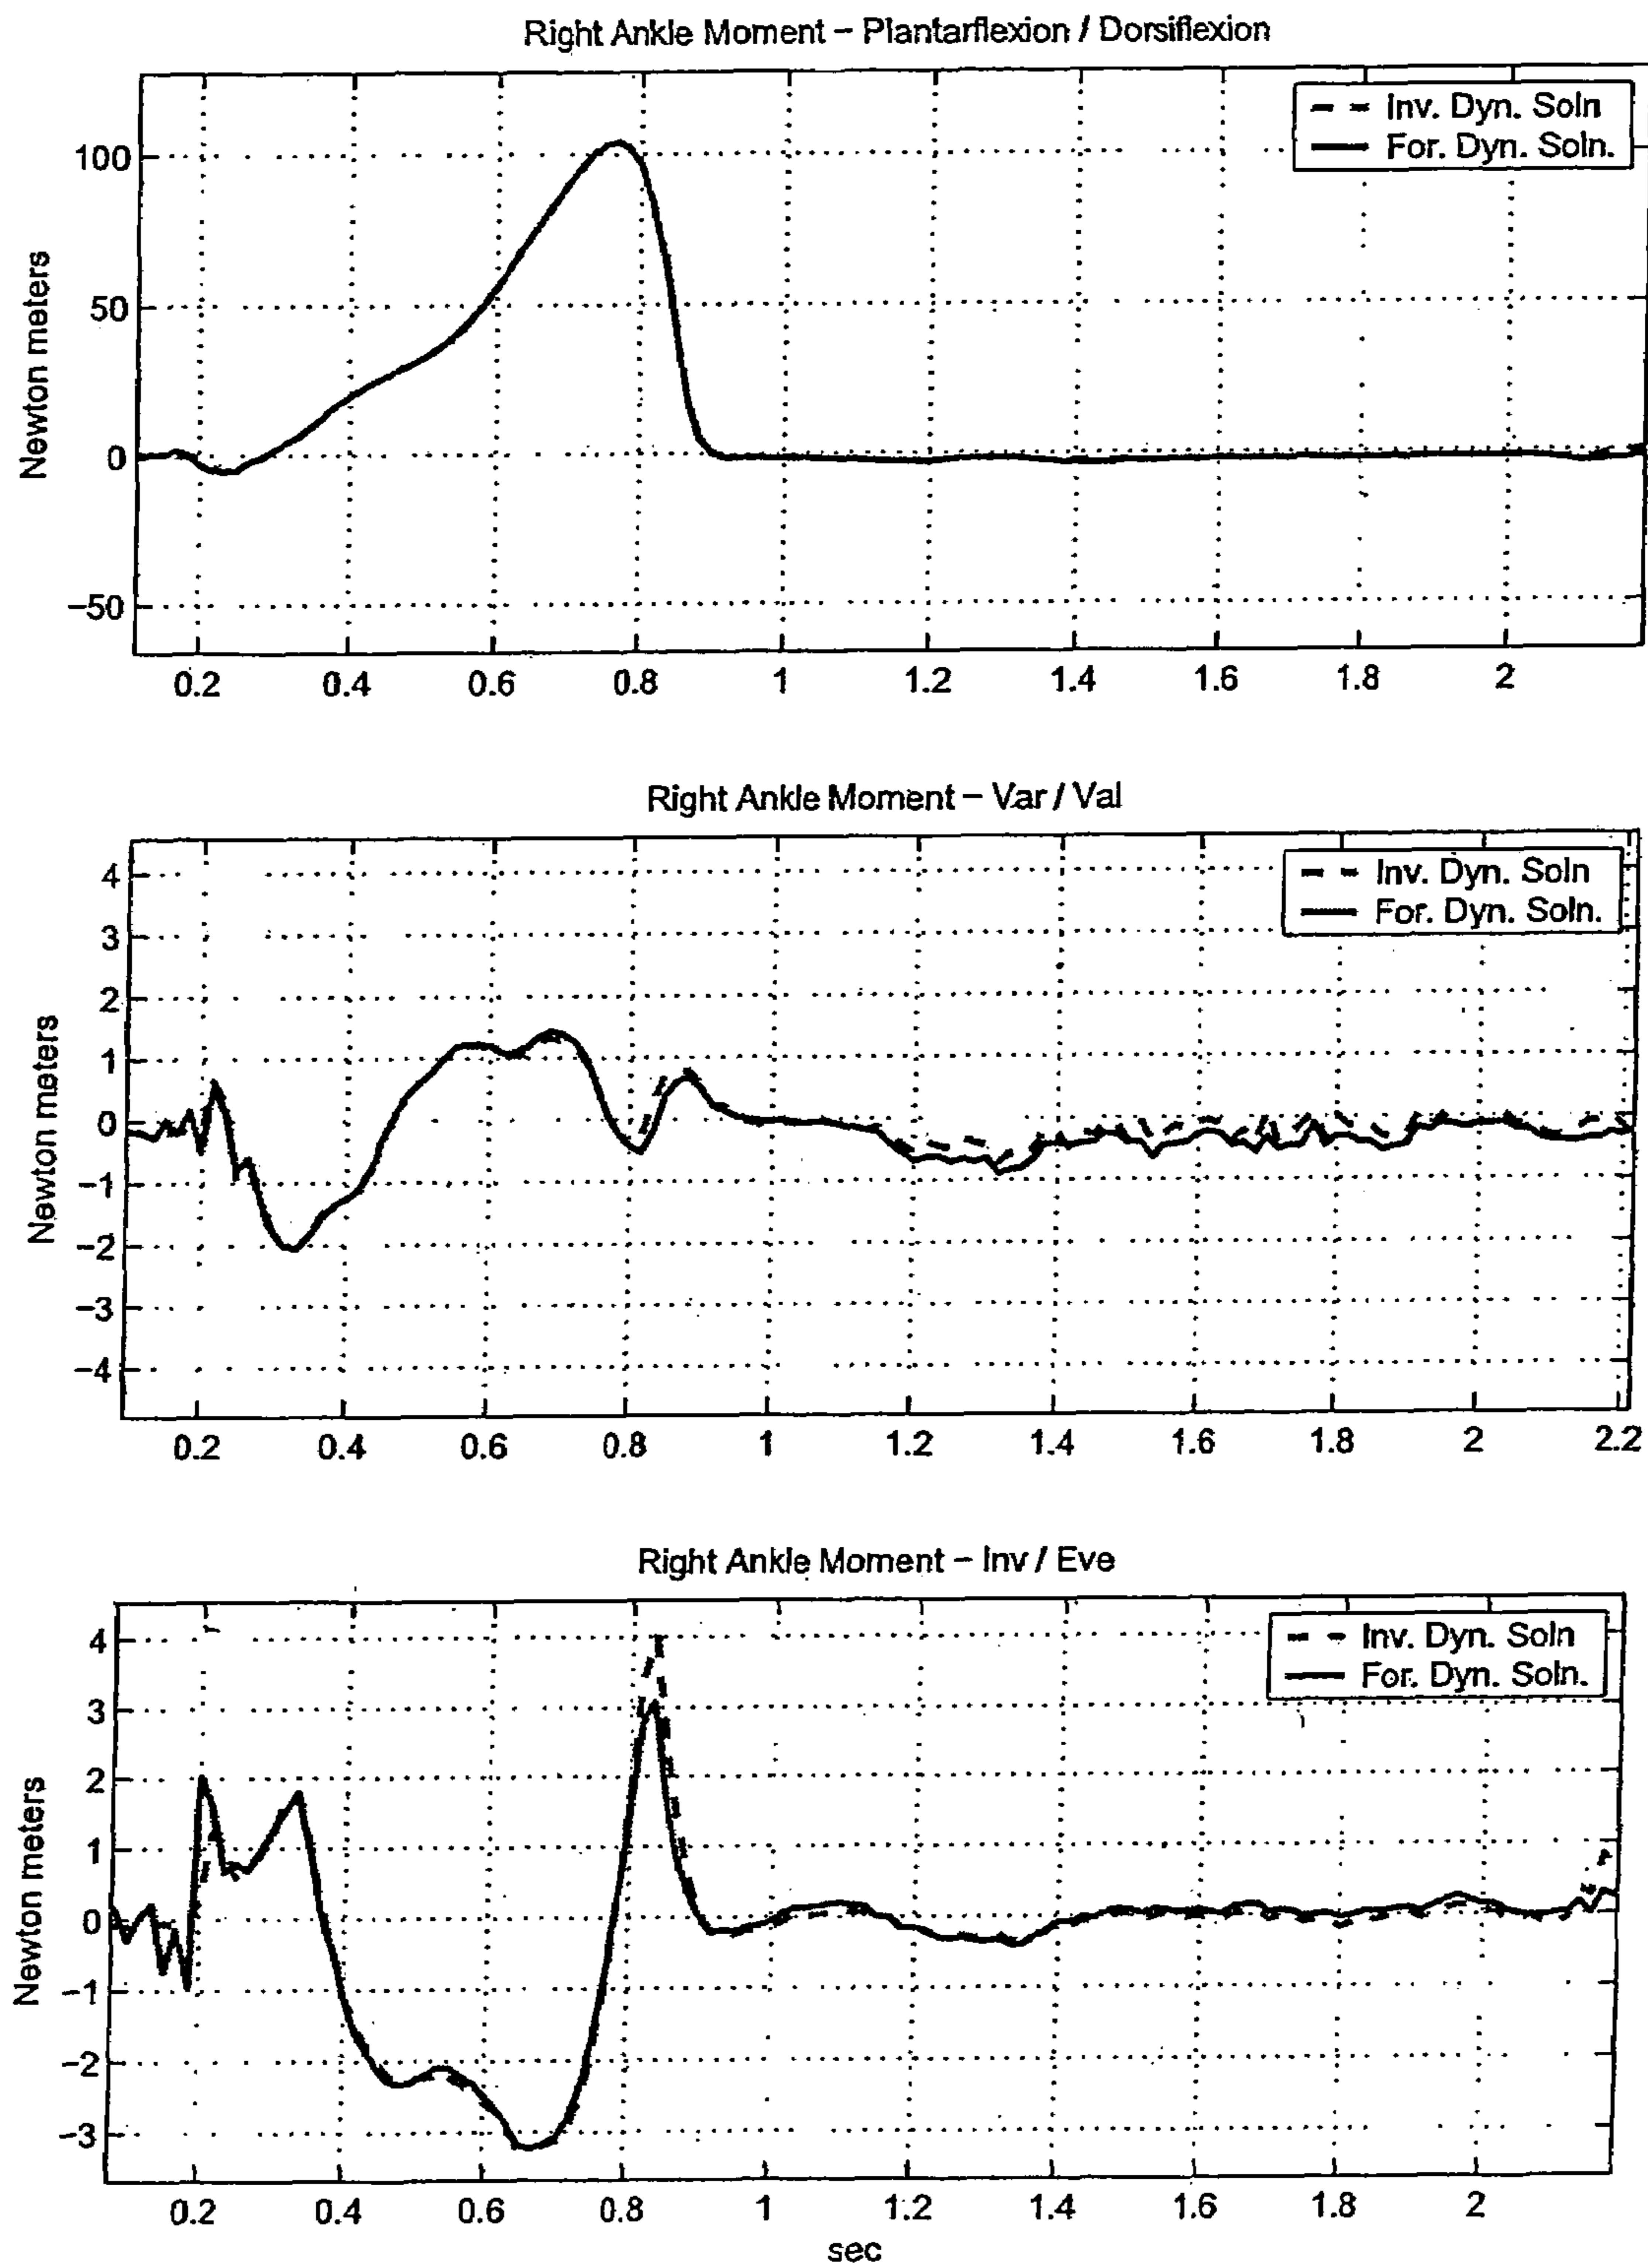 Right Ankle Moment – Plantarflexion / Dorsiflexion
Inv. Dyn. Soln
For. Dyn. Soln.
100
50
0
−50
Newton meters
0.2 0.4 0.6 0.8 1 1.2 1.4 1.6 1.8 2
Right Ankle Moment – Var / Val
Inv. Dyn. Soln
For. Dyn. Soln.
4
3
2
1
0
−1
−2
−3
−4
Newton meters
0.2 0.4 0.6 0.8 1 1.2 1.4 1.6 1.8 2 2.2
Right Ankle Moment – Inv / Eve
Inv. Dyn. Soln
For. Dyn. Soln.
4
3
2
1
0
−1
−2
−3
Newton meters
0.2 0.4 0.6 0.8 1 1.2 1.4 1.6 1.8 2
sec